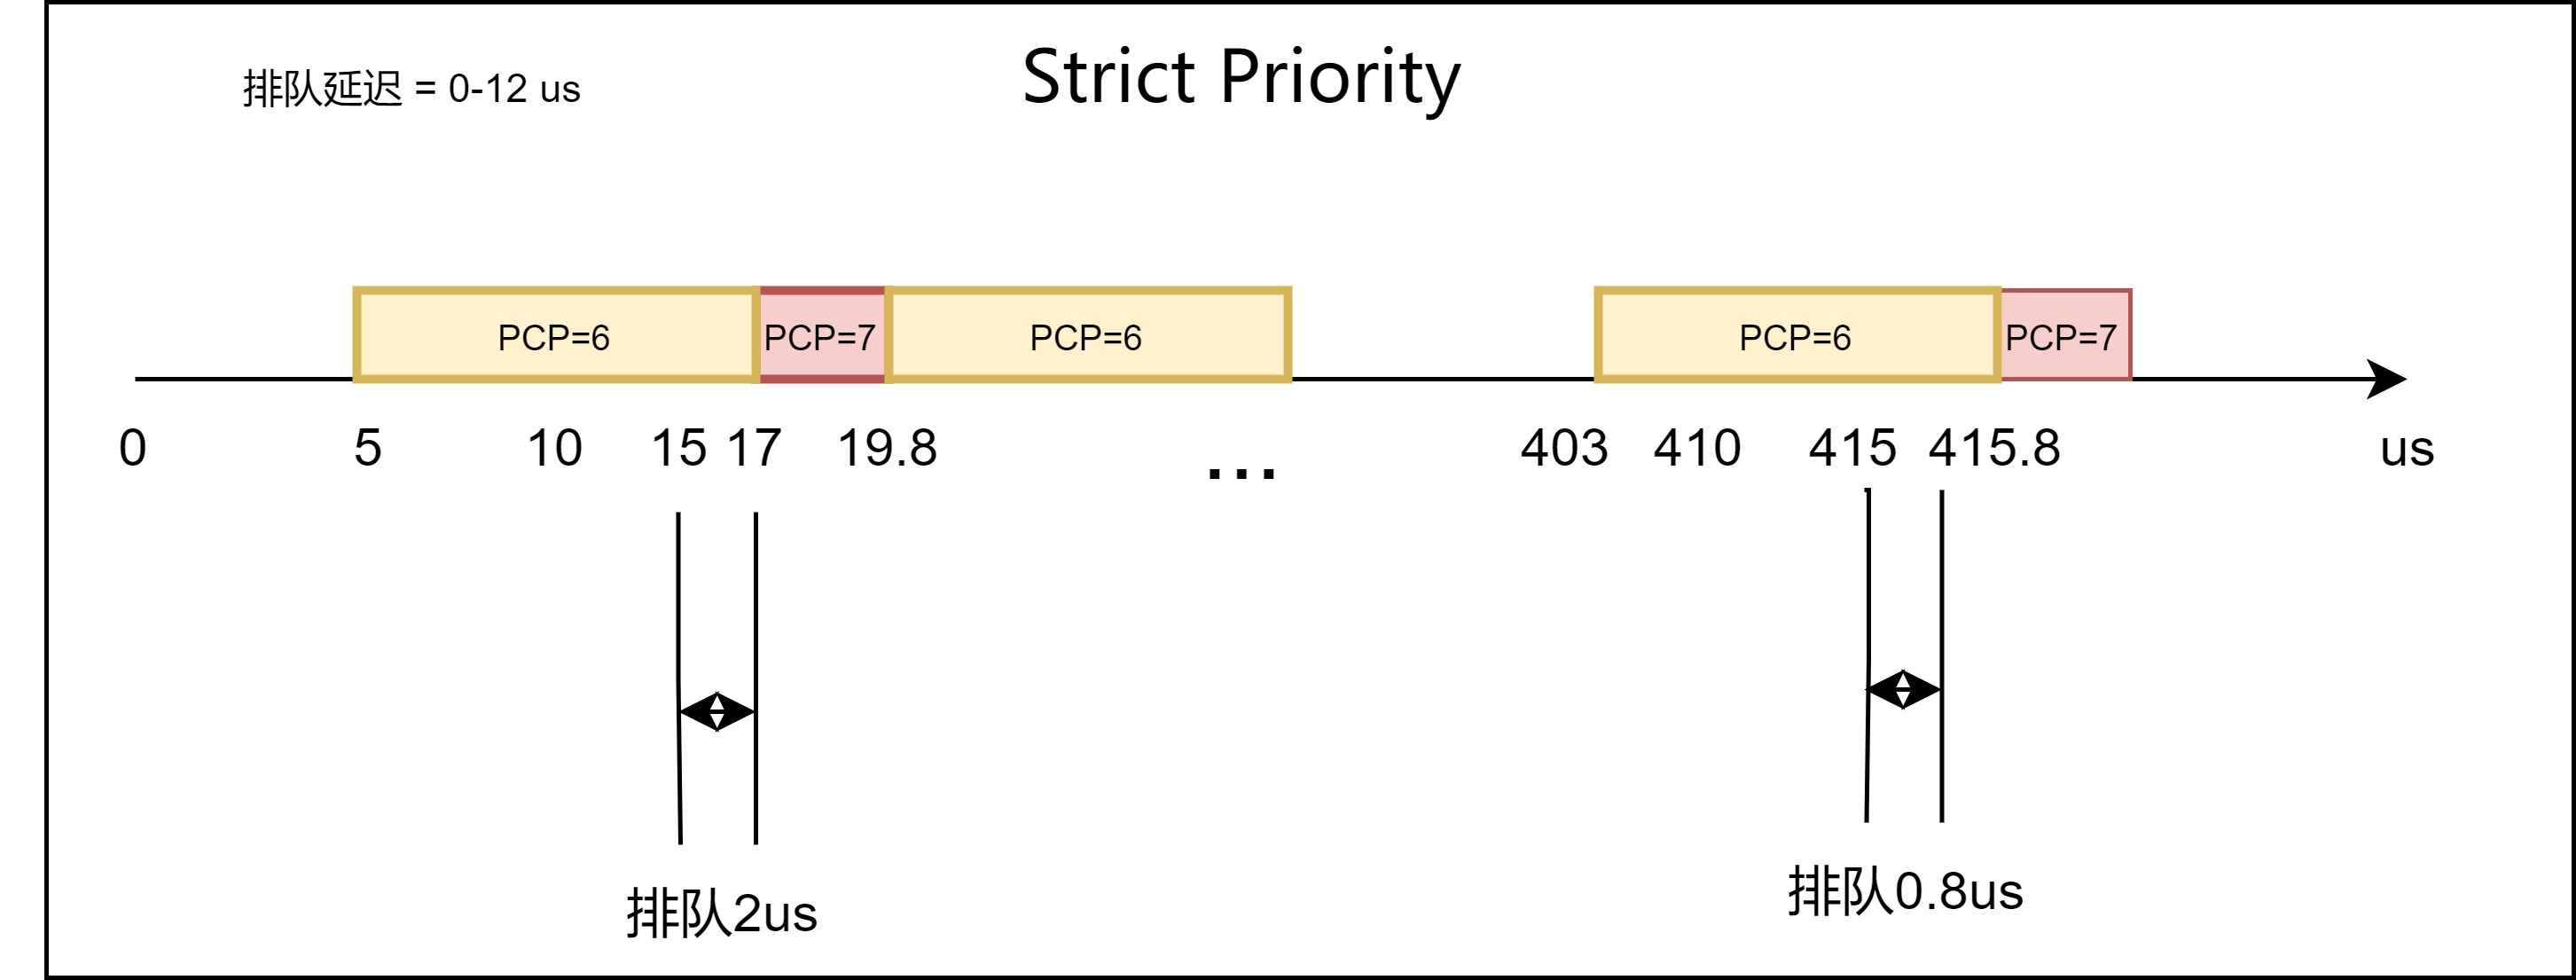 Strict Priority
排队延迟 = 0-12 us
PCP=6 PCP=7 PCP=6 PCP=6 PCP=7
0 5 10 15 17 19.8 ... 403 410 415 415.8 us
排队2us 排队0.8us